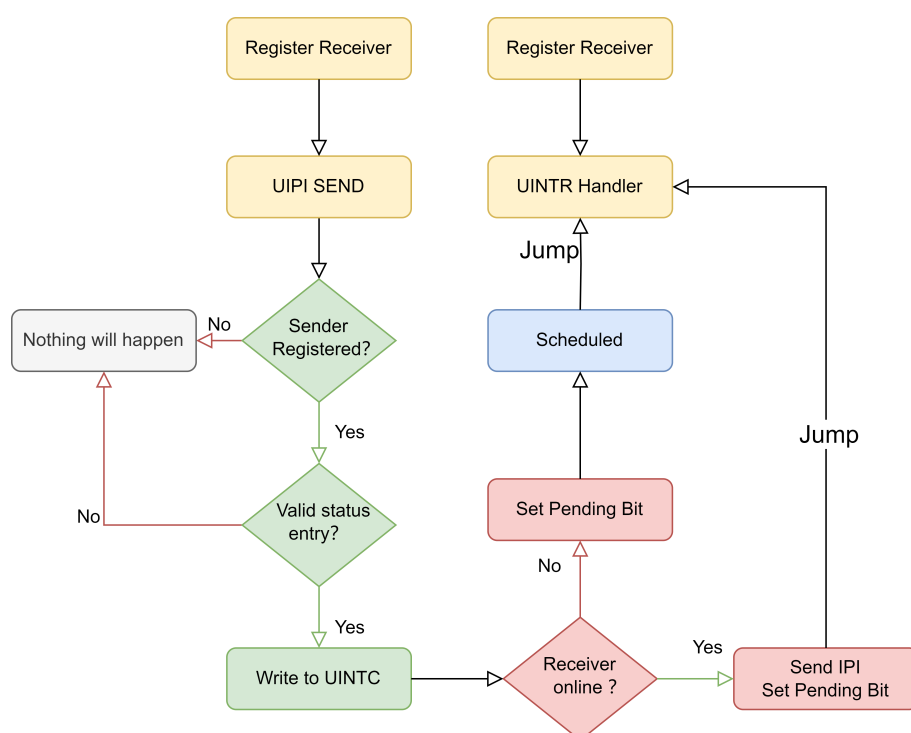 Register Receiver
Register Receiver
UIPI SEND
UINTR Handler
Jump
Sender
Registered?
No
Nothing will happen
Scheduled
Yes
Jump
Valid status
entry?
No
Set Pending Bit
No
Yes
Write to UINTC
Receiver
online ?
Yes
Send IPI
Set Pending Bit